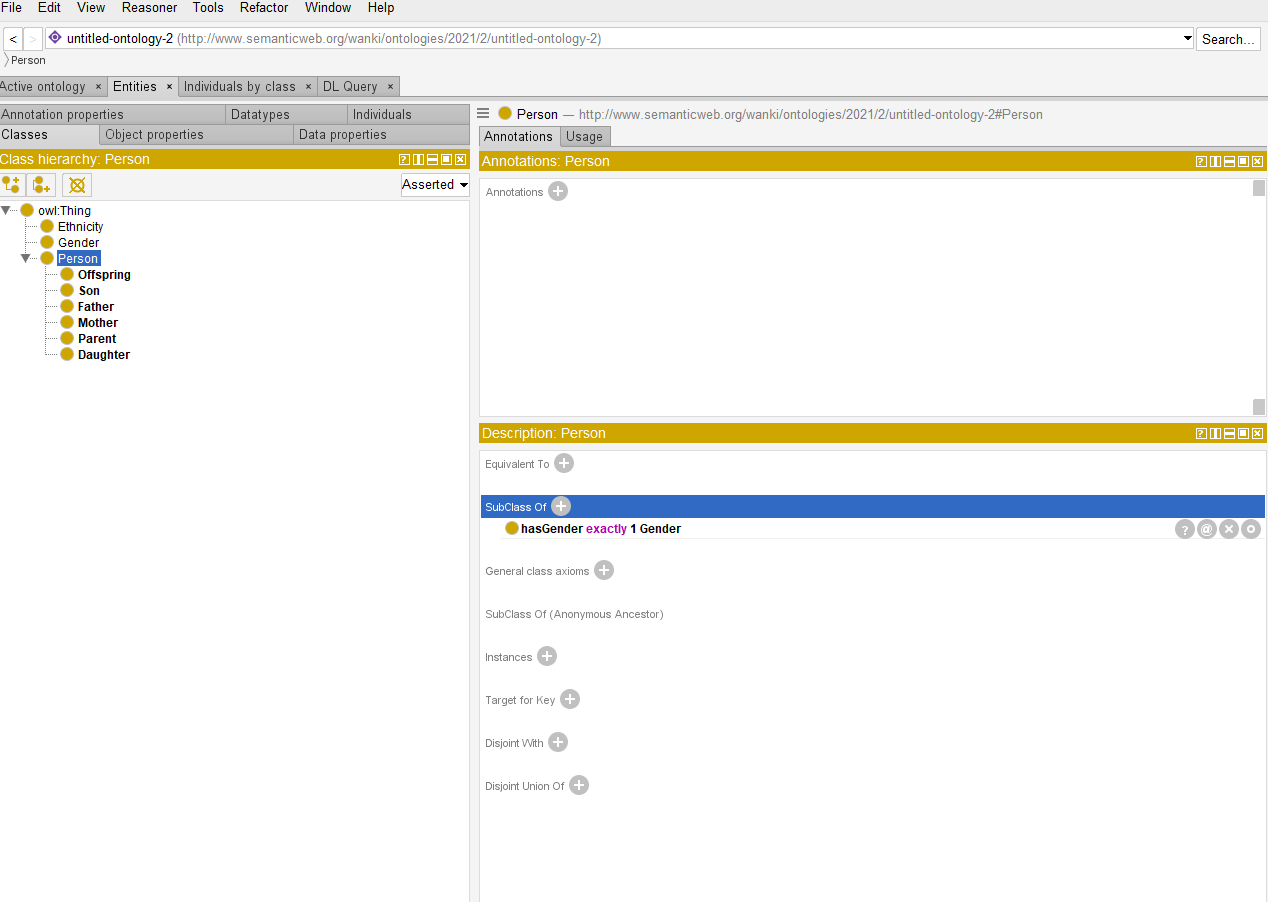 File Edit View Reasoner Tools Refactor Window Help
< > untitled-ontology-2 (http://www.semanticweb.org/wanki/ontologies/2021/2/untitled-ontology-2) Search...
Person
Active ontology × Entities × Individuals by class × DL Query ×
Annotation properties Datatypes Individuals
Classes Object properties Data properties
Class hierarchy: Person
Asserted
owl:Thing
Ethnicity
Gender
Person
Offspring
Son
Father
Mother
Parent
Daughter
Person — http://www.semanticweb.org/wanki/ontologies/2021/2/untitled-ontology-2#Person
Annotations Usage
Annotations: Person
Annotations
Description: Person
Equivalent To
SubClass Of
hasGender exactly 1 Gender
General class axioms
SubClass Of (Anonymous Ancestor)
Instances
Target for Key
Disjoint With
Disjoint Union Of